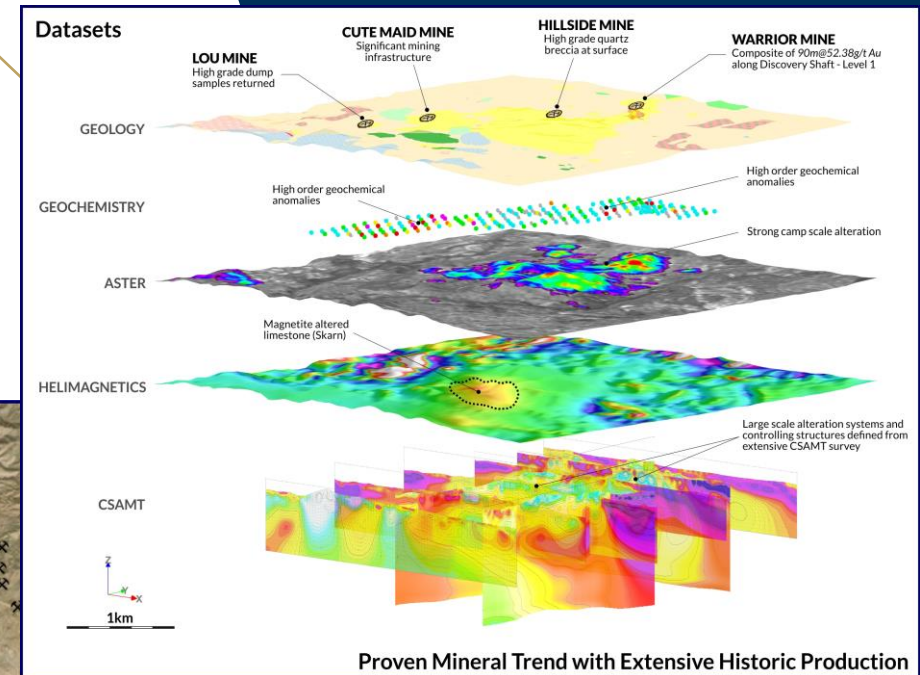 Datasets
LOU MINE
High grade dump
samples returned
CUTE MAID MINE
Significant mining
infrastructure
HILLSIDE MINE
High grade quartz
breccia at surface
WARRIOR MINE
Composite of 90m@52.38g/t Au
along Discovery Shaft - Level 1
GEOLOGY
GEOCHEMISTRY
High order geochemical
anomalies
High order geochemical
anomalies
Strong camp scale alteration
ASTER
Magnetite altered
limestone (Skarn)
HELIMAGNETICS
Large scale alteration systems and
controlling structures defined from
extensive CSAMT survey
CSAMT
Z
Y
X
1km
Proven Mineral Trend with Extensive Historic Production